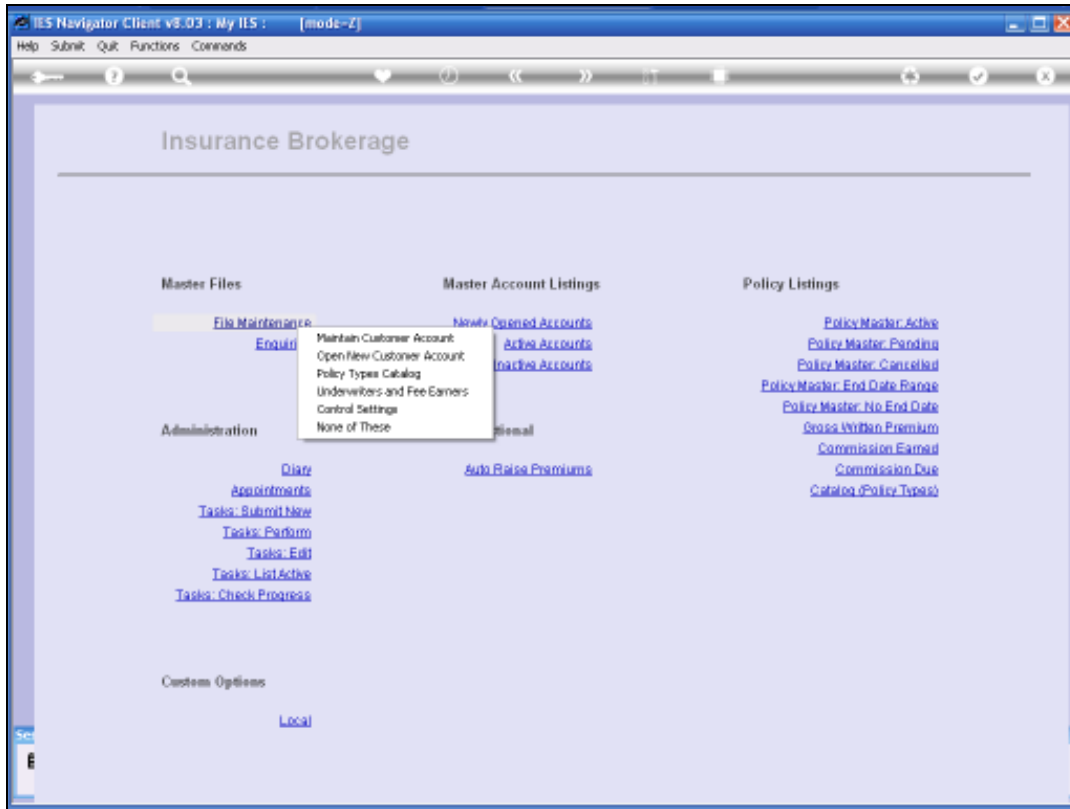 IES Navigator Client v8.03 : My IES : [mode=Z]
Help Submit Quit Functions Commands
Insurance Brokerage
Master Files
File Maintenance
Maintain Customer Account
Open New Customer Account
Policy Types Catalog
Underwriters and Fee Earners
Control Settings
None of These
Administration
Diary
Appointments
Tasks: Submit New
Tasks: Perform
Tasks: Edit
Tasks: List Active
Tasks: Check Progress
Custom Options
Local
Master Account Listings
Newly Opened Accounts
Active Accounts
Inactive Accounts
Auto Raise Premiums
Policy Listings
Policy Master: Active
Policy Master: Pending
Policy Master: Cancelled
Policy Master: End Date Range
Policy Master: No End Date
Gross Written Premium
Commission Earned
Commission Due
Catalog (Policy Types)